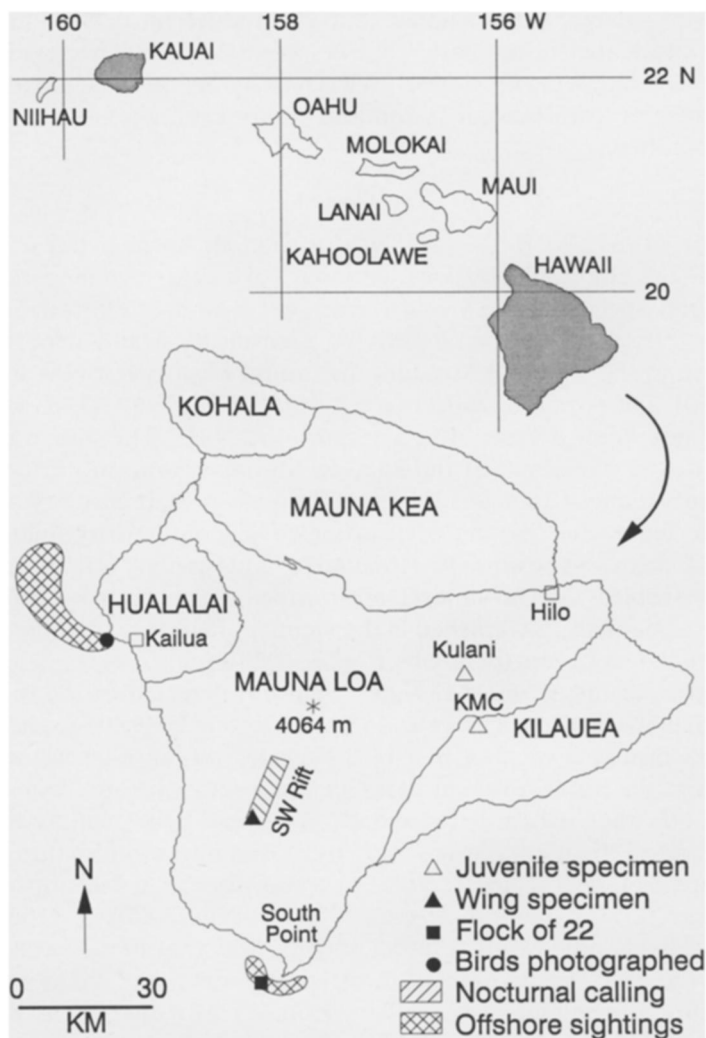 160 158 156 W
KAUAI
22 N
NIIHAU
OAHU
MOLOKAI
MAUI
LANAI
KAHOOLAWE
HAWAII
20
KOHALA
MAUNA KEA
HUALALAI
Hilo
Kailua
Kulani
MAUNA LOA
KMC
4064 m
KILAUEA
SW Rift
N
South
Point
0 30
KM
Juvenile specimen
Wing specimen
Flock of 22
Birds photographed
Nocturnal calling
Offshore sightings